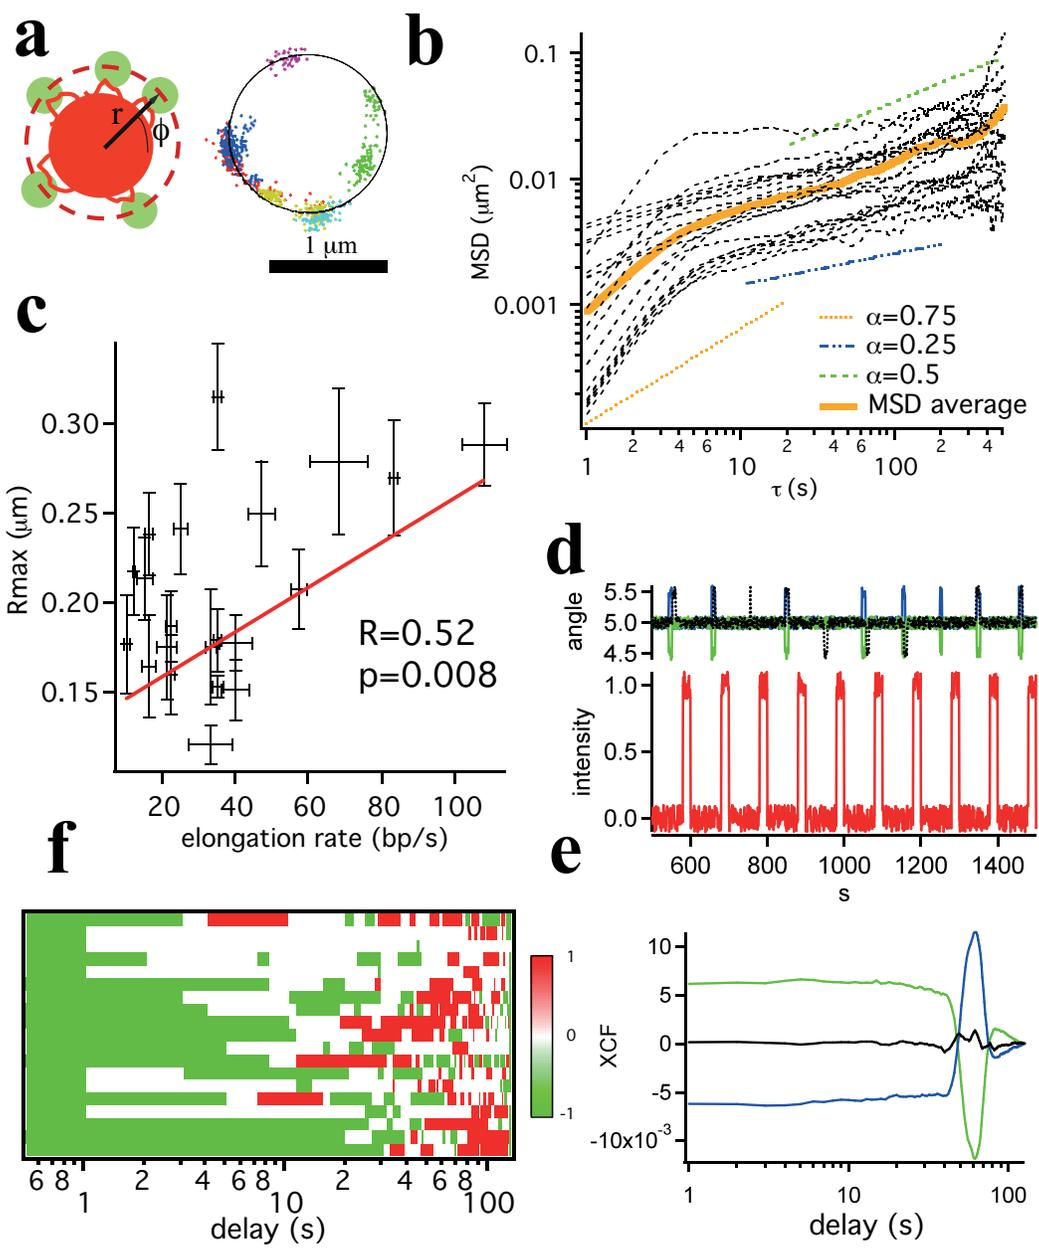 a
r
ϕ
1 μm
b
MSD (μm²)
0.1
0.01
0.001
α=0.75
α=0.25
α=0.5
MSD average
1 2 4 6 10 2 4 6 100 2 4
τ (s)
c
Rmax (μm)
0.30
0.25
0.20
0.15
R=0.52
p=0.008
20 40 60 80 100
elongation rate (bp/s)
d
angle
5.5
5.0
4.5
intensity
1.0
0.5
0.0
600 800 1000 1200 1400
s
e
XCF
10
5
0
-5
-10x10⁻³
1 10 100
delay (s)
f
1
0
-1
6 8 1 2 4 6 8 10 2 4 6 8 100
delay (s)